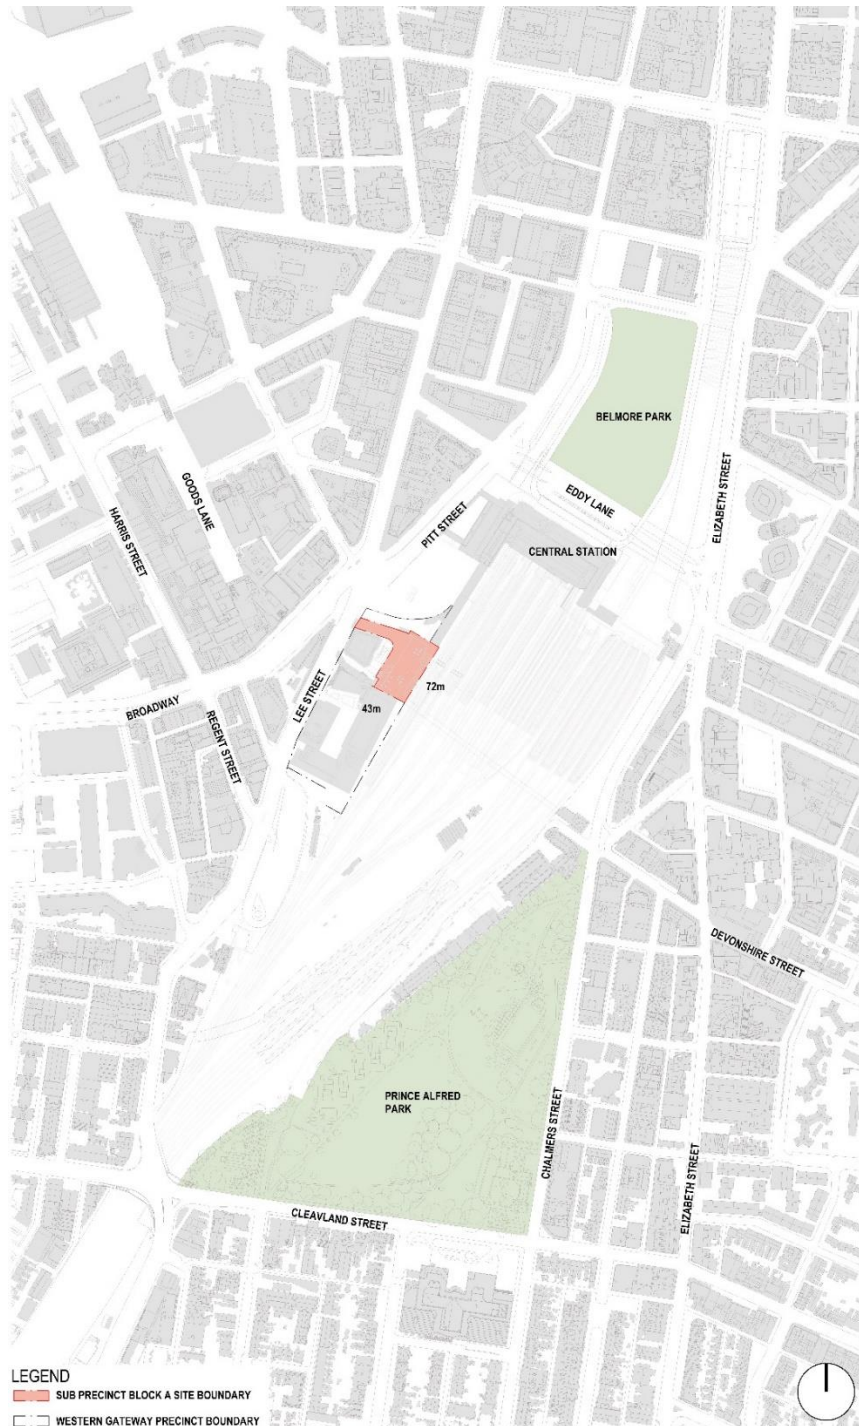 BELMORE PARK
EDDY LANE
ELIZABETH STREET
GOODS LANE
HARRIS STREET
PITT STREET
CENTRAL STATION
72m
43m
LEE STREET
BROADWAY
REGENT STREET
DEVONSHIRE STREET
PRINCE ALFRED
PARK
CHALMERS STREET
ELIZABETH STREET
CLEAVLAND STREET
LEGEND
SUB PRECINCT BLOCK A SITE BOUNDARY
WESTERN GATEWAY PRECINCT BOUNDARY